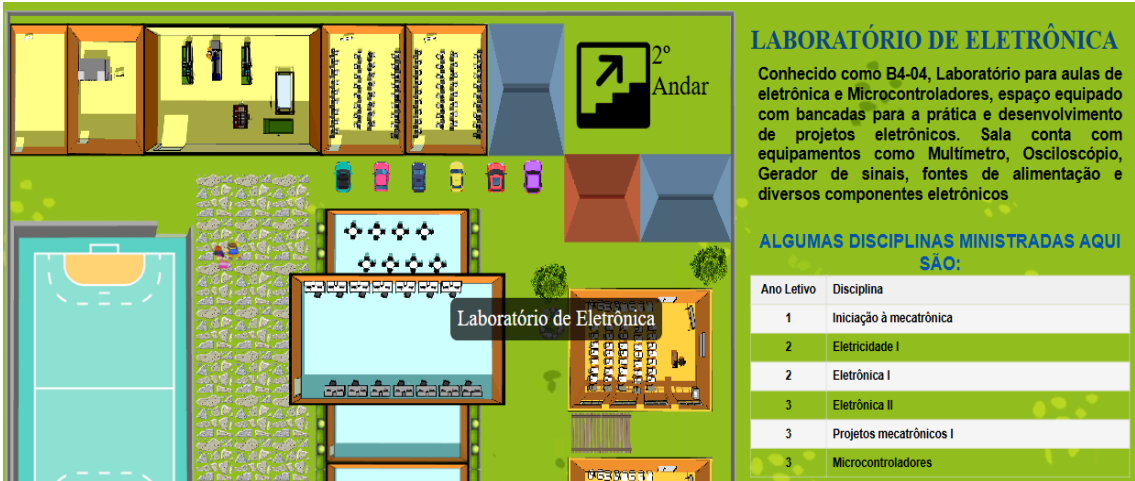 2º
Andar
Laboratório de Eletrônica
LABORATÓRIO DE ELETRÔNICA
Conhecido como B4-04, Laboratório para aulas de
eletrônica e Microcontroladores, espaço equipado
com bancadas para a prática e desenvolvimento
de projetos eletrônicos. Sala conta com
equipamentos como Multímetro, Osciloscópio,
Gerador de sinais, fontes de alimentação e
diversos componentes eletrônicos
ALGUMAS DISCIPLINAS MINISTRADAS AQUI
SÃO:
Ano Letivo Disciplina
1 Iniciação à mecatrônica
2 Eletricidade I
2 Eletrônica I
3 Eletrônica II
3 Projetos mecatrônicos I
3 Microcontroladores